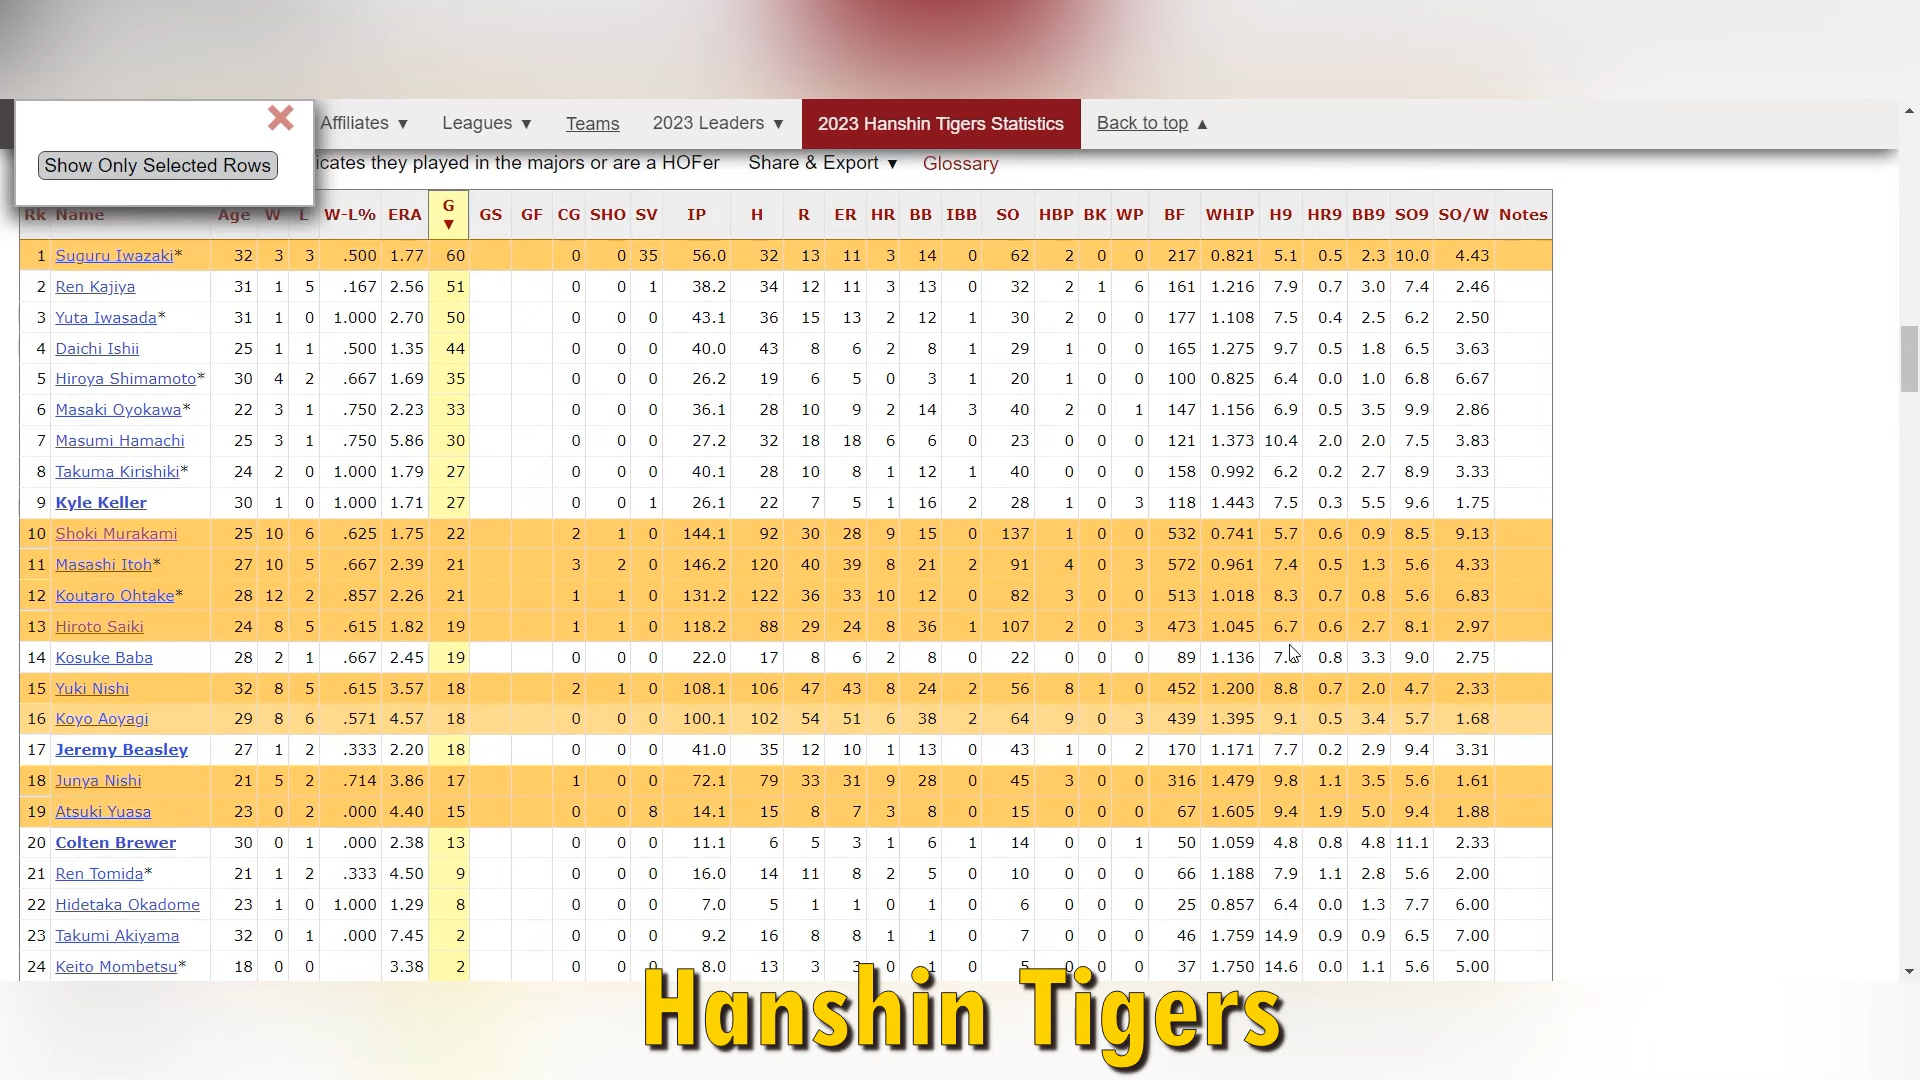 Affiliates ▼ Leagues ▼ Teams 2023 Leaders ▼ 2023 Hanshin Tigers Statistics Back to top ▲
Show Only Selected Rows
icates they played in the majors or are a HOFer Share & Export ▼ Glossary
Rk Name Age W L W-L% ERA G ▼ GS GF CG SHO SV IP H R ER HR BB IBB SO HBP BK WP BF WHIP H9 HR9 BB9 SO9 SO/W Notes
1 Suguru Iwazaki* 32 3 3 .500 1.77 60 0 0 35 56.0 32 13 11 3 14 0 62 2 0 0 217 0.821 5.1 0.5 2.3 10.0 4.43
2 Ren Kajiya 31 1 5 .167 2.56 51 0 0 1 38.2 34 12 11 3 13 0 32 2 1 6 161 1.216 7.9 0.7 3.0 7.4 2.46
3 Yuta Iwasada* 31 1 0 1.000 2.70 50 0 0 0 43.1 36 15 13 2 12 1 30 2 0 0 177 1.108 7.5 0.4 2.5 6.2 2.50
4 Daichi Ishii 25 1 1 .500 1.35 44 0 0 0 40.0 43 8 6 2 8 1 29 1 0 0 165 1.275 9.7 0.5 1.8 6.5 3.63
5 Hiroya Shimamoto* 30 4 2 .667 1.69 35 0 0 0 26.2 19 6 5 0 3 1 20 1 0 0 100 0.825 6.4 0.0 1.0 6.8 6.67
6 Masaki Oyokawa* 22 3 1 .750 2.23 33 0 0 0 36.1 28 10 9 2 14 3 40 2 0 1 147 1.156 6.9 0.5 3.5 9.9 2.86
7 Masumi Hamachi 25 3 1 .750 5.86 30 0 0 0 27.2 32 18 18 6 6 0 23 0 0 0 121 1.373 10.4 2.0 2.0 7.5 3.83
8 Takuma Kirishiki* 24 2 0 1.000 1.79 27 0 0 0 40.1 28 10 8 1 12 1 40 0 0 0 158 0.992 6.2 0.2 2.7 8.9 3.33
9 Kyle Keller 30 1 0 1.000 1.71 27 0 0 1 26.1 22 7 5 1 16 2 28 1 0 3 118 1.443 7.5 0.3 5.5 9.6 1.75
10 Shoki Murakami 25 10 6 .625 1.75 22 2 1 0 144.1 92 30 28 9 15 0 137 1 0 0 532 0.741 5.7 0.6 0.9 8.5 9.13
11 Masashi Itoh* 27 10 5 .667 2.39 21 3 2 0 146.2 120 40 39 8 21 2 91 4 0 3 572 0.961 7.4 0.5 1.3 5.6 4.33
12 Koutaro Ohtake* 28 12 2 .857 2.26 21 1 1 0 131.2 122 36 33 10 12 0 82 3 0 0 513 1.018 8.3 0.7 0.8 5.6 6.83
13 Hiroto Saiki 24 8 5 .615 1.82 19 1 1 0 118.2 88 29 24 8 36 1 107 2 0 3 473 1.045 6.7 0.6 2.7 8.1 2.97
14 Kosuke Baba 28 2 1 .667 2.45 19 0 0 0 22.0 17 8 6 2 8 0 22 0 0 0 89 1.136 0.8 3.3 9.0 2.75
15 Yuki Nishi 32 8 5 .615 3.57 18 2 1 0 108.1 106 47 43 8 24 2 56 8 1 0 452 1.200 8.8 0.7 2.0 4.7 2.33
16 Koyo Aoyagi 29 8 6 .571 4.57 18 0 0 0 100.1 102 54 51 6 38 2 64 9 0 3 439 1.395 9.1 0.5 3.4 5.7 1.68
17 Jeremy Beasley 27 1 2 .333 2.20 18 0 0 0 41.0 35 12 10 1 13 0 43 1 0 2 170 1.171 7.7 0.2 2.9 9.4 3.31
18 Junya Nishi 21 5 2 .714 3.86 17 1 0 0 72.1 79 33 31 9 28 0 45 3 0 0 316 1.479 9.8 1.1 3.5 5.6 1.61
19 Atsuki Yuasa 23 0 2 .000 4.40 15 0 0 8 14.1 15 8 7 3 8 0 15 0 0 0 67 1.605 9.4 1.9 5.0 9.4 1.88
20 Colten Brewer 30 0 1 .000 2.38 13 0 0 0 11.1 6 5 3 1 6 1 14 0 0 1 50 1.059 4.8 0.8 4.8 11.1 2.33
21 Ren Tomida* 21 1 2 .333 4.50 9 0 0 0 16.0 14 11 8 2 5 0 10 0 0 0 66 1.188 7.9 1.1 2.8 5.6 2.00
22 Hidetaka Okadome 23 1 0 1.000 1.29 8 0 0 0 7.0 5 1 1 0 1 0 6 0 0 0 25 0.857 6.4 0.0 1.3 7.7 6.00
23 Takumi Akiyama 32 0 1 .000 7.45 2 0 0 0 9.2 16 8 8 1 1 0 7 0 0 0 46 1.759 14.9 0.9 0.9 6.5 7.00
24 Keito Mombetsu* 18 0 0 3.38 2 0 0 0 8.0 13 3 3 0 1 0 5 0 0 0 37 1.750 14.6 0.0 1.1 5.6 5.00
Hanshin Tigers